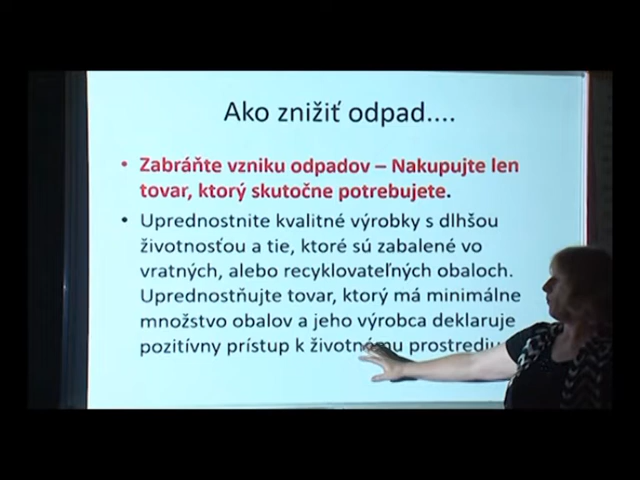 Ako znížiť odpad....
• Zabráňte vzniku odpadov – Nakupujte len
tovar, ktorý skutočne potrebujete.
• Uprednostnite kvalitné výrobky s dlhšou
životnosťou a tie, ktoré sú zabalené vo
vratných, alebo recyklovateľných obaloch.
Uprednostňujte tovar, ktorý má minimálne
množstvo obalov a jeho výrobca deklaruje
pozitívny prístup k životnému prostrediu